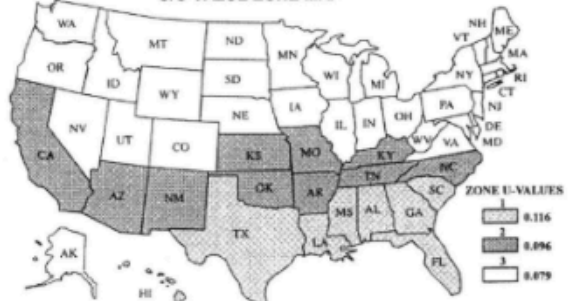 WA
MT
ND
MN
VT
NH
ME
OR
ID
SD
WI
MI
NY
MA
RI
CT
WY
IA
PA
NJ
NV
UT
CO
NE
IL
IN
OH
WV
VA
DE
MD
CA
KS
MO
KY
AZ
NM
OK
AR
TN
NC
SC
TX
LA
MS
AL
GA
FL
AK
HI
ZONE U-VALUES
1
0.116
2
0.096
3
0.079